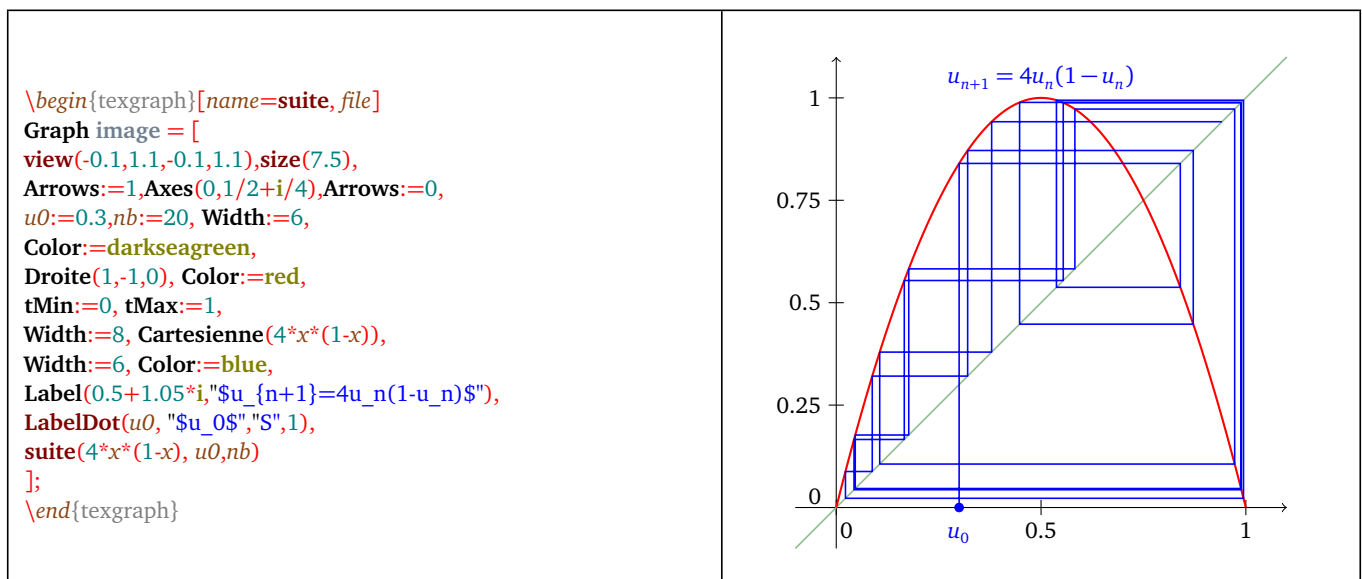 \begin{texgraph}[name=suite, file]
Graph image = [
view(-0.1,1.1,-0.1,1.1),size(7.5),
Arrows:=1,Axes(0,1/2+i/4),Arrows:=0,
u0:=0.3,nb:=20, Width:=6,
Color:=darkseagreen,
Droite(1,-1,0), Color:=red,
tMin:=0, tMax:=1,
Width:=8, Cartesienne(4*x*(1-x)),
Width:=6, Color:=blue,
Label(0.5+1.05*i,"$u_{n+1}=4u_n(1-u_n)$"),
LabelDot(u0, "$u_0$","S",1),
suite(4*x*(1-x), u0,nb)
];
\end{texgraph}
uₙ₊₁ = 4uₙ(1−uₙ)
1
0.75
0.5
0.25
0
0 u₀ 0.5 1